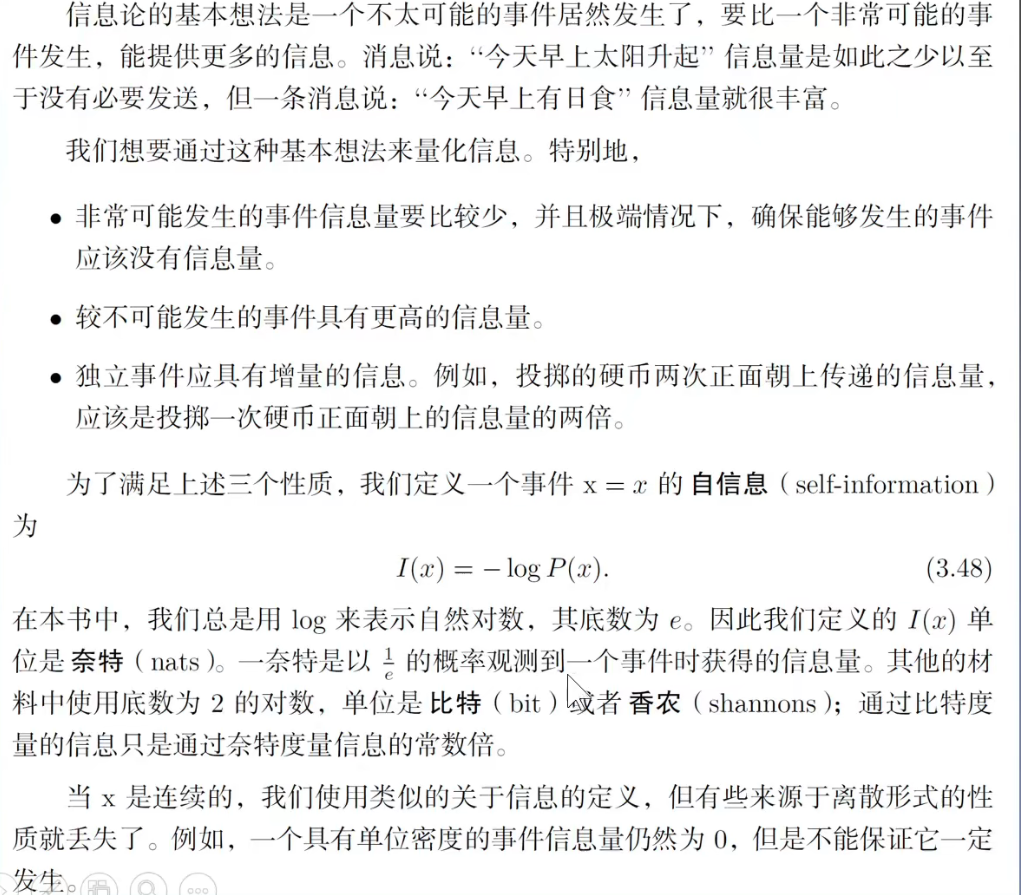 信息论的基本想法是一个不太可能的事件居然发生了，要比一个非常可能的事
件发生，能提供更多的信息。消息说：“今天早上太阳升起” 信息量是如此之少以至
于没有必要发送，但一条消息说：“今天早上有日食” 信息量就很丰富。
我们想要通过这种基本想法来量化信息。特别地，
• 非常可能发生的事件信息量要比较少，并且极端情况下，确保能够发生的事件
应该没有信息量。
• 较不可能发生的事件具有更高的信息量。
• 独立事件应具有增量的信息。例如，投掷的硬币两次正面朝上传递的信息量，
应该是投掷一次硬币正面朝上的信息量的两倍。
为了满足上述三个性质，我们定义一个事件 x = x 的 自信息（self-information）
为
I(x) = − log P(x). (3.48)
在本书中，我们总是用 log 来表示自然对数，其底数为 e。因此我们定义的 I(x) 单
位是 奈特（nats）。一奈特是以 1/e 的概率观测到一个事件时获得的信息量。其他的材
料中使用底数为 2 的对数，单位是 比特（bit）或者 香农（shannons）；通过比特度
量的信息只是通过奈特度量信息的常数倍。
当 x 是连续的，我们使用类似的关于信息的定义，但有些来源于离散形式的性
质就丢失了。例如，一个具有单位密度的事件信息量仍然为 0，但是不能保证它一定
发生。